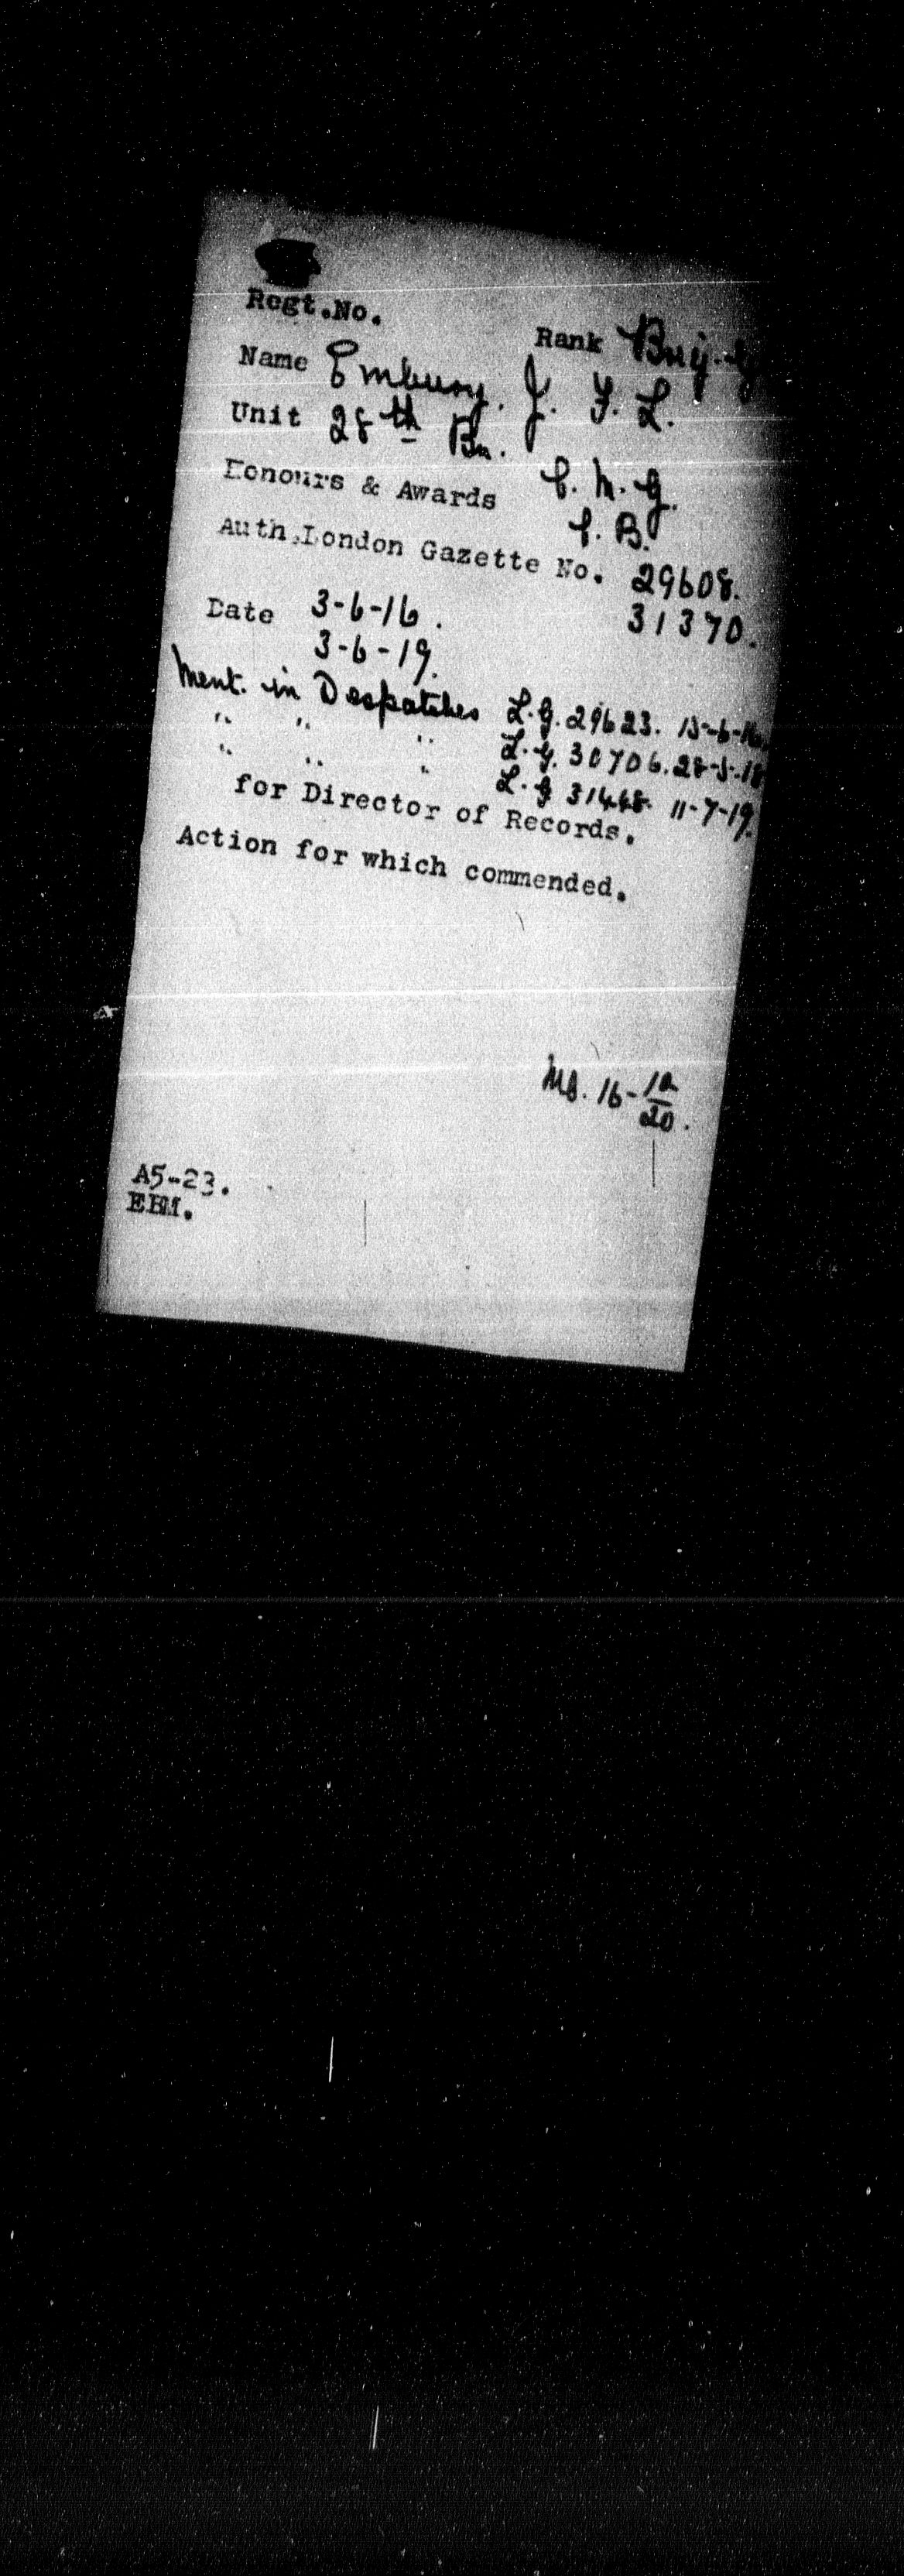 Regt.No.
Rank Brig.-G
Name Embury. J. F. L.
Unit 28th Bn.
Honours & Awards C. M. G.
C. B.
Auth.London Gazette No. 29608.
31370.
Date 3-6-16.
3-6-19.
Ment. in Despatches L.G. 29623. 15-6-16.
" " " L.G. 30706. 28-5-18
" " " L.G 31448. 11-7-19.
for Director of Records.
Action for which commended.
16-12/20.
A5-23.
EEM.